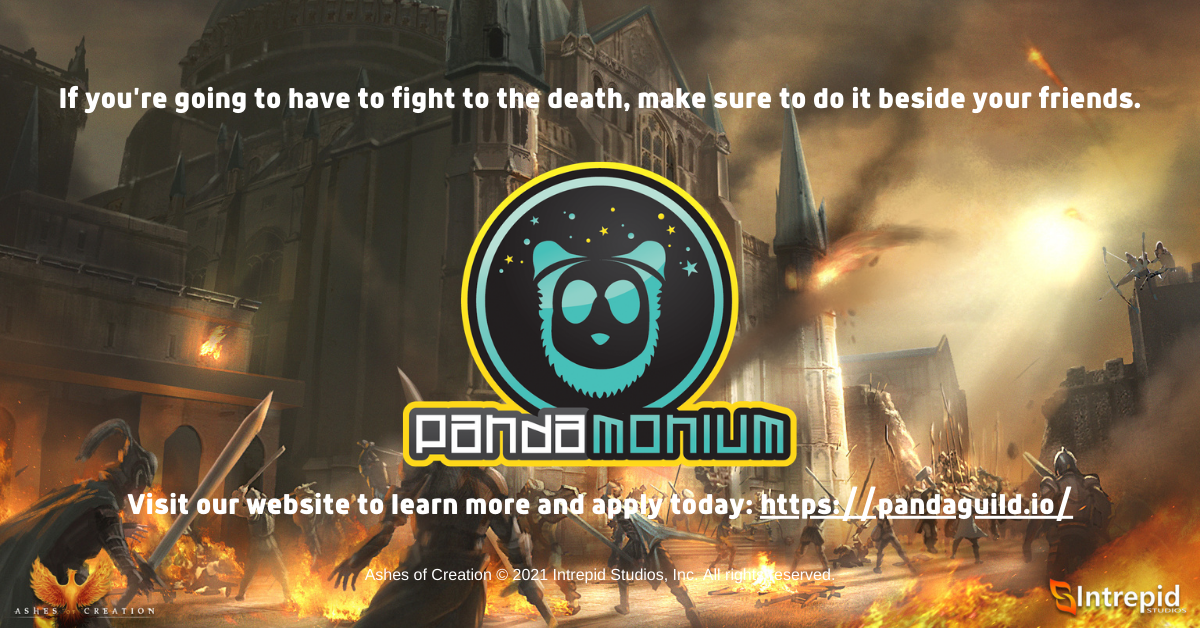 If you're going to have to fight to the death, make sure to do it beside your friends.
pandamonium
Visit our website to learn more and apply today: https://pandaguild.io/
Ashes of Creation © 2021 Intrepid Studios, Inc. All rights reserved.
ASHES OF CREATION
Intrepid
STUDIOS